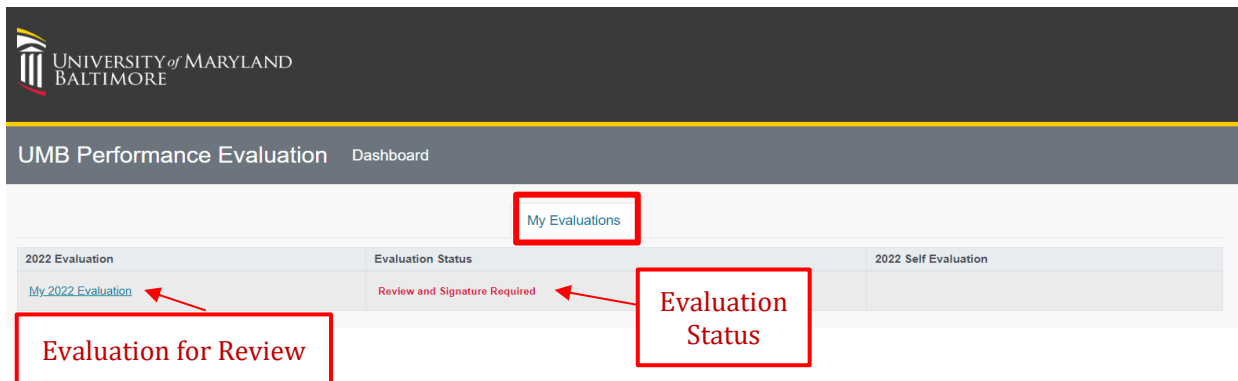 UNIVERSITY of MARYLAND
BALTIMORE
UMB Performance Evaluation Dashboard
My Evaluations
2022 Evaluation Evaluation Status 2022 Self Evaluation
My 2022 Evaluation Review and Signature Required
Evaluation
Status
Evaluation for Review